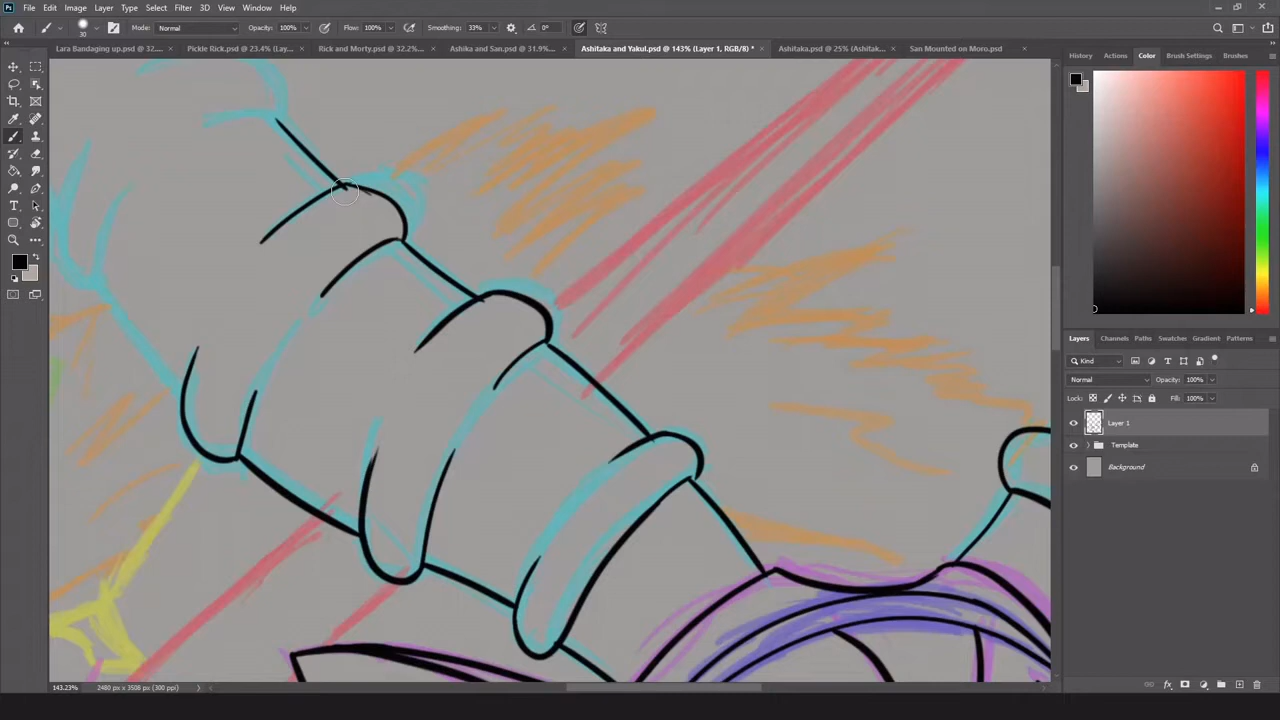 File Edit Image Layer Type Select Filter 3D View Window Help
Mode: Normal Opacity: 100% Flow: 100% Smoothing: 33% 0°
30
Lara Bandaging up.psd @ 32.... × Pickle Rick.psd @ 23.4% (Lay... × Rick and Morty.psd @ 32.2%... × Ashika and San.psd @ 31.9%... × Ashitaka and Yakul.psd @ 143% (Layer 1, RGB/8) * × Ashitaka.psd @ 25% (Ashitak... × San Mounted on Moro.psd ... ×
History Actions Color Brush Settings Brushes
Layers Channels Paths Swatches Gradient Patterns
Kind
Normal Opacity: 100%
Lock: Fill: 100%
Layer 1
Template
Background
143.23% 2480 px x 3508 px (300 ppi)